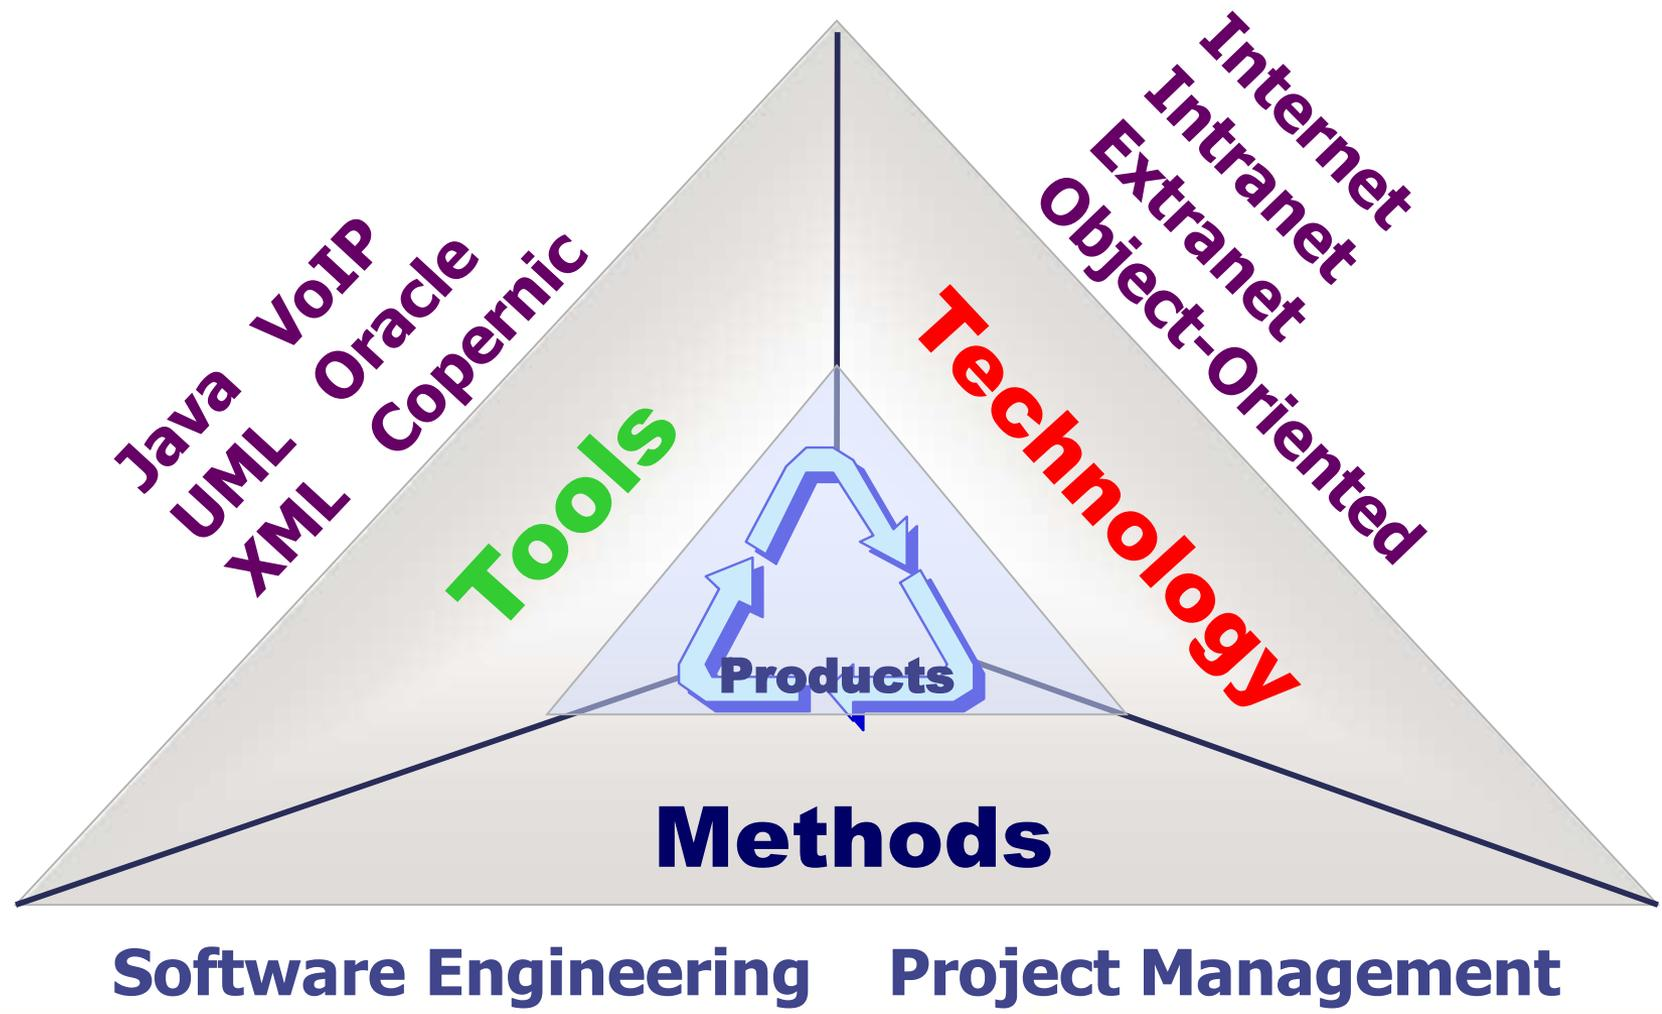 Java VoIP
UML Oracle
XML Copernic
Internet
Intranet
Extranet
Object-Oriented
Tools
Technology
Products
Methods
Software Engineering Project Management